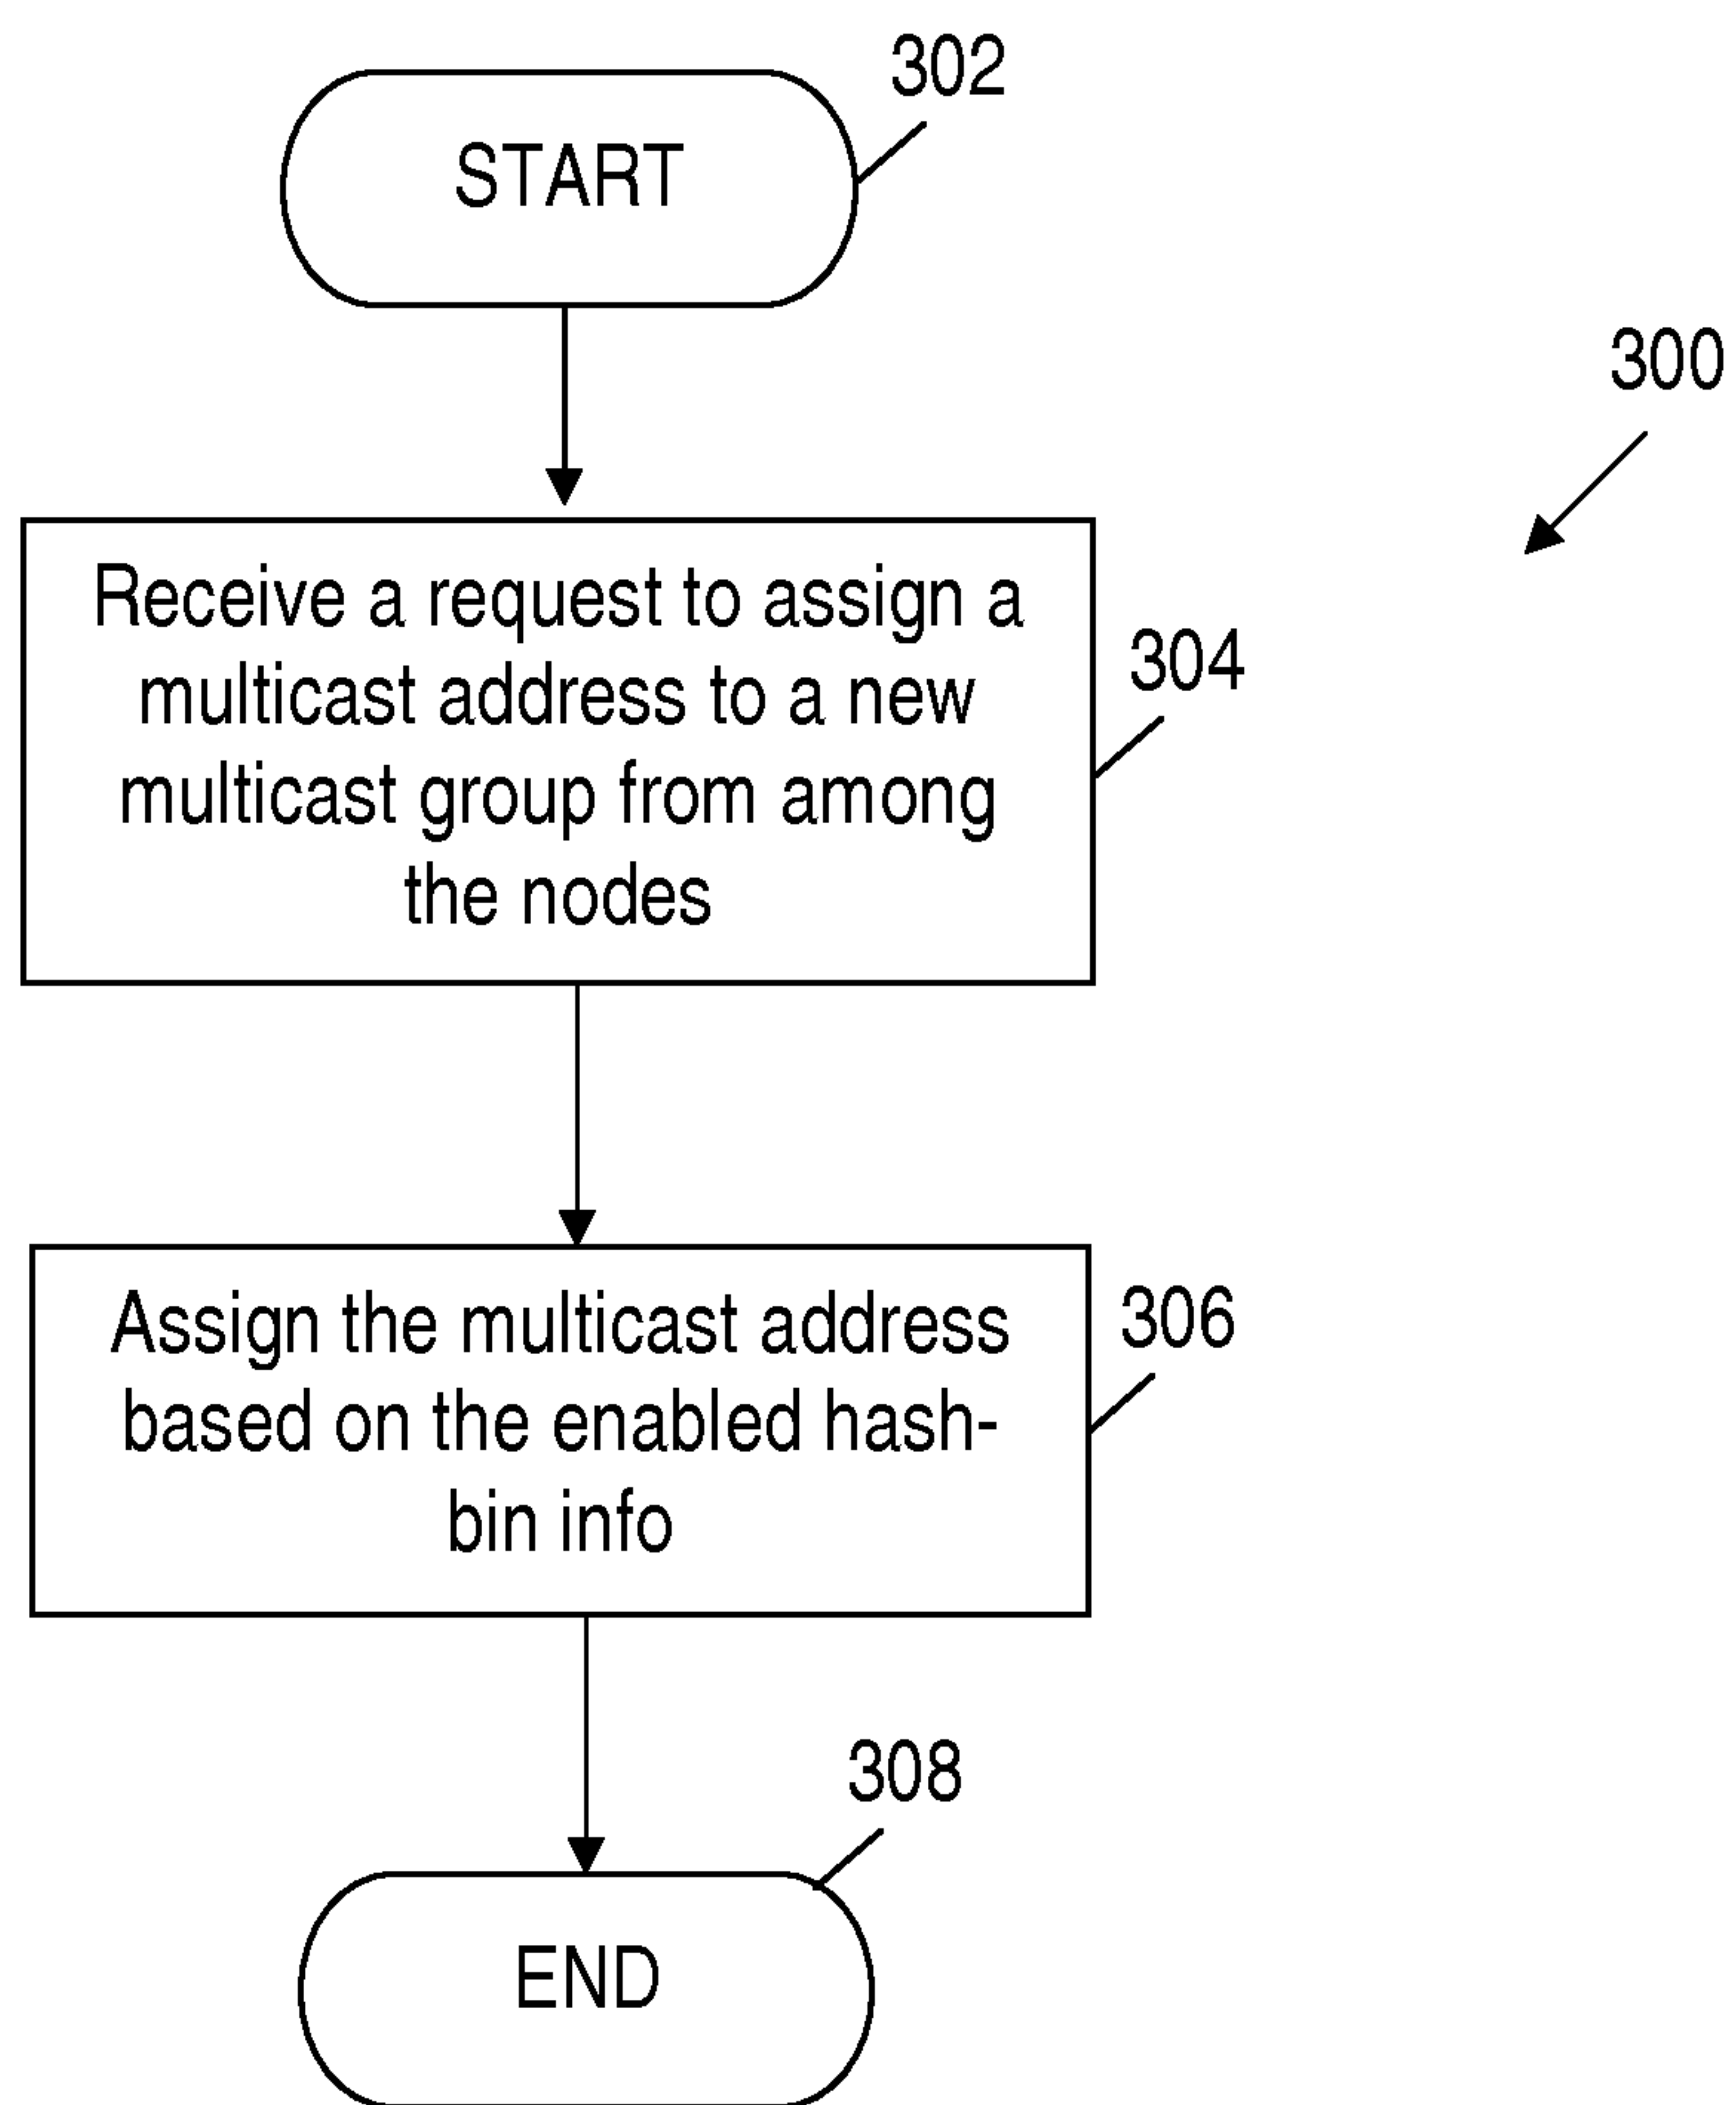 302
START
300
Receive a request to assign a
multicast address to a new
multicast group from among
the nodes
304
Assign the multicast address
based on the enabled hash-
bin info
306
308
END